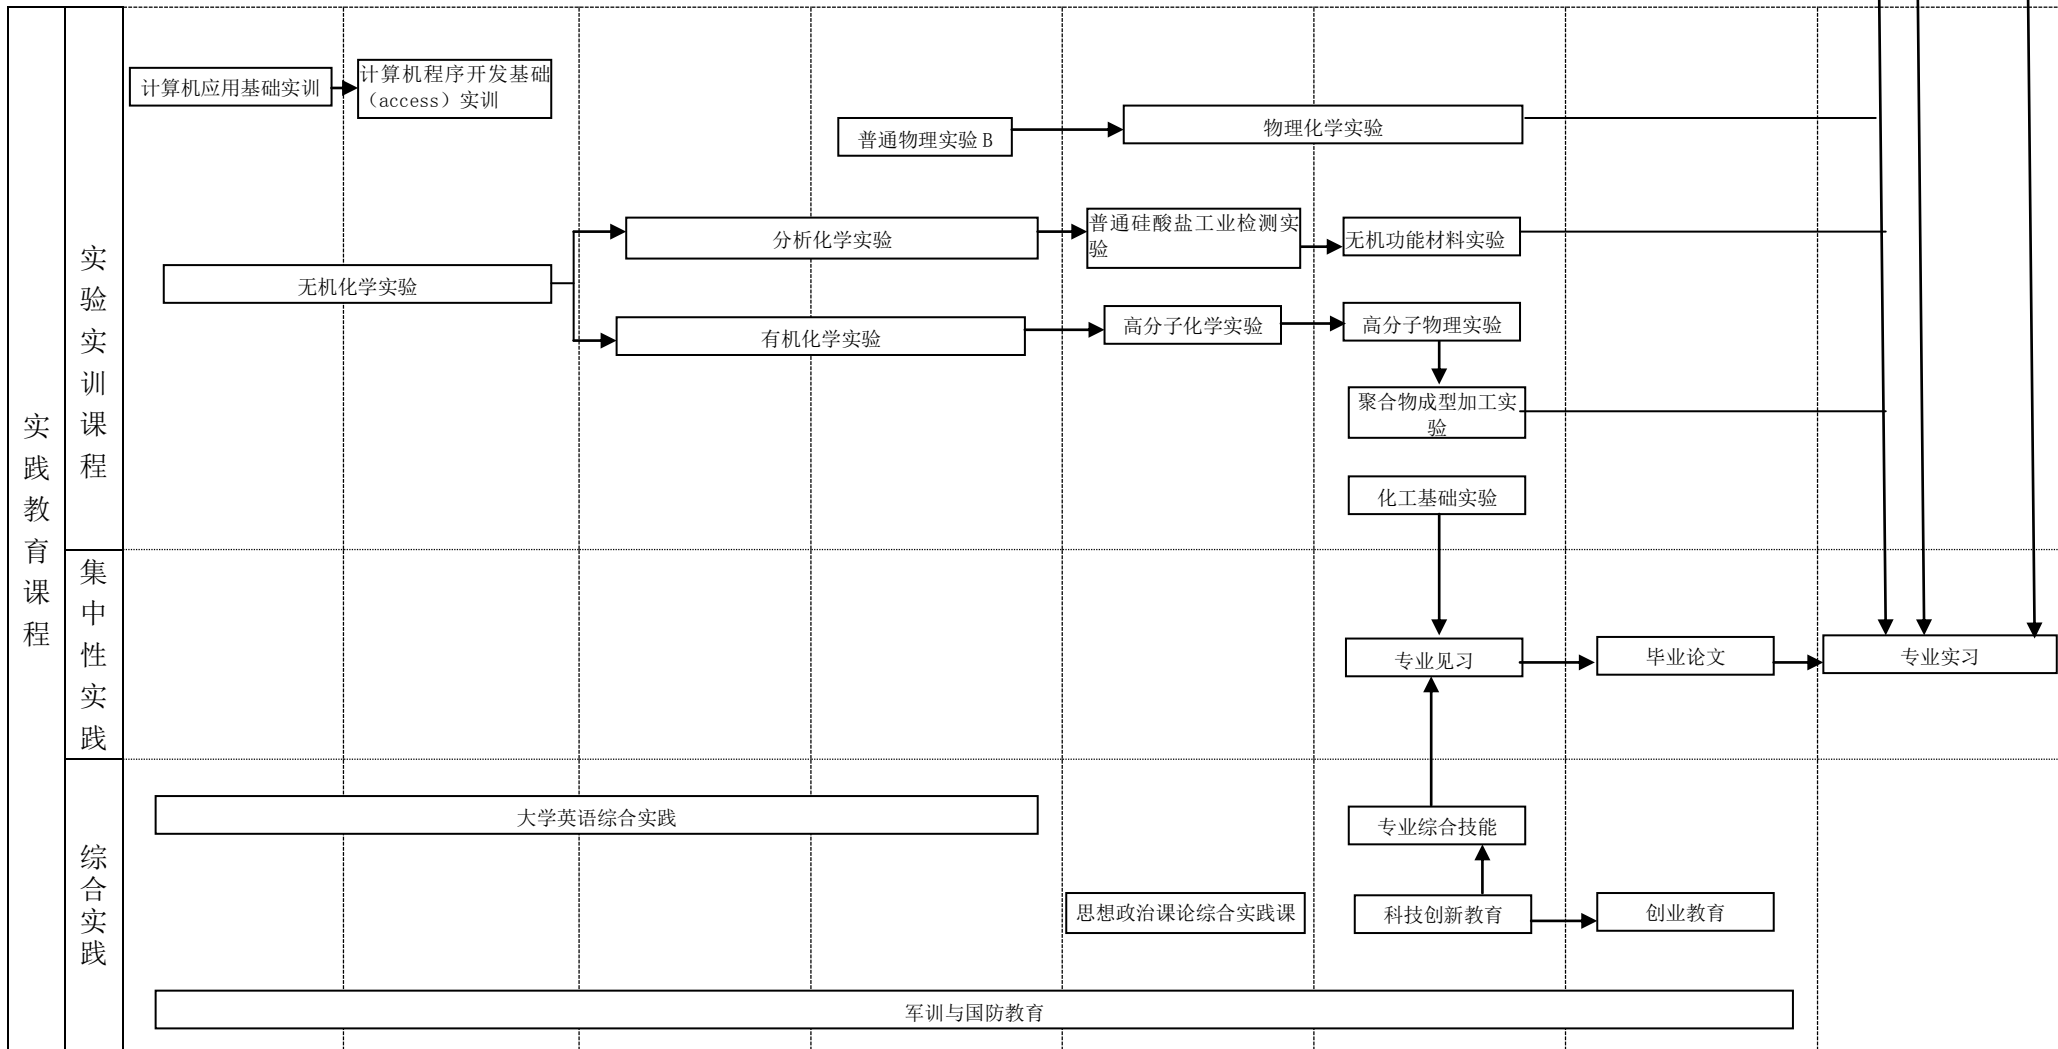 实践教育课程
实验实训课程
计算机应用基础实训
计算机程序开发基础
（access）实训
普通物理实验 B
物理化学实验
无机化学实验
分析化学实验
普通硅酸盐工业检测实
验
无机功能材料实验
有机化学实验
高分子化学实验
高分子物理实验
聚合物成型加工实
验
化工基础实验
集中性实践
专业见习
毕业论文
专业实习
综合实践
大学英语综合实践
专业综合技能
思想政治课论综合实践课
科技创新教育
创业教育
军训与国防教育